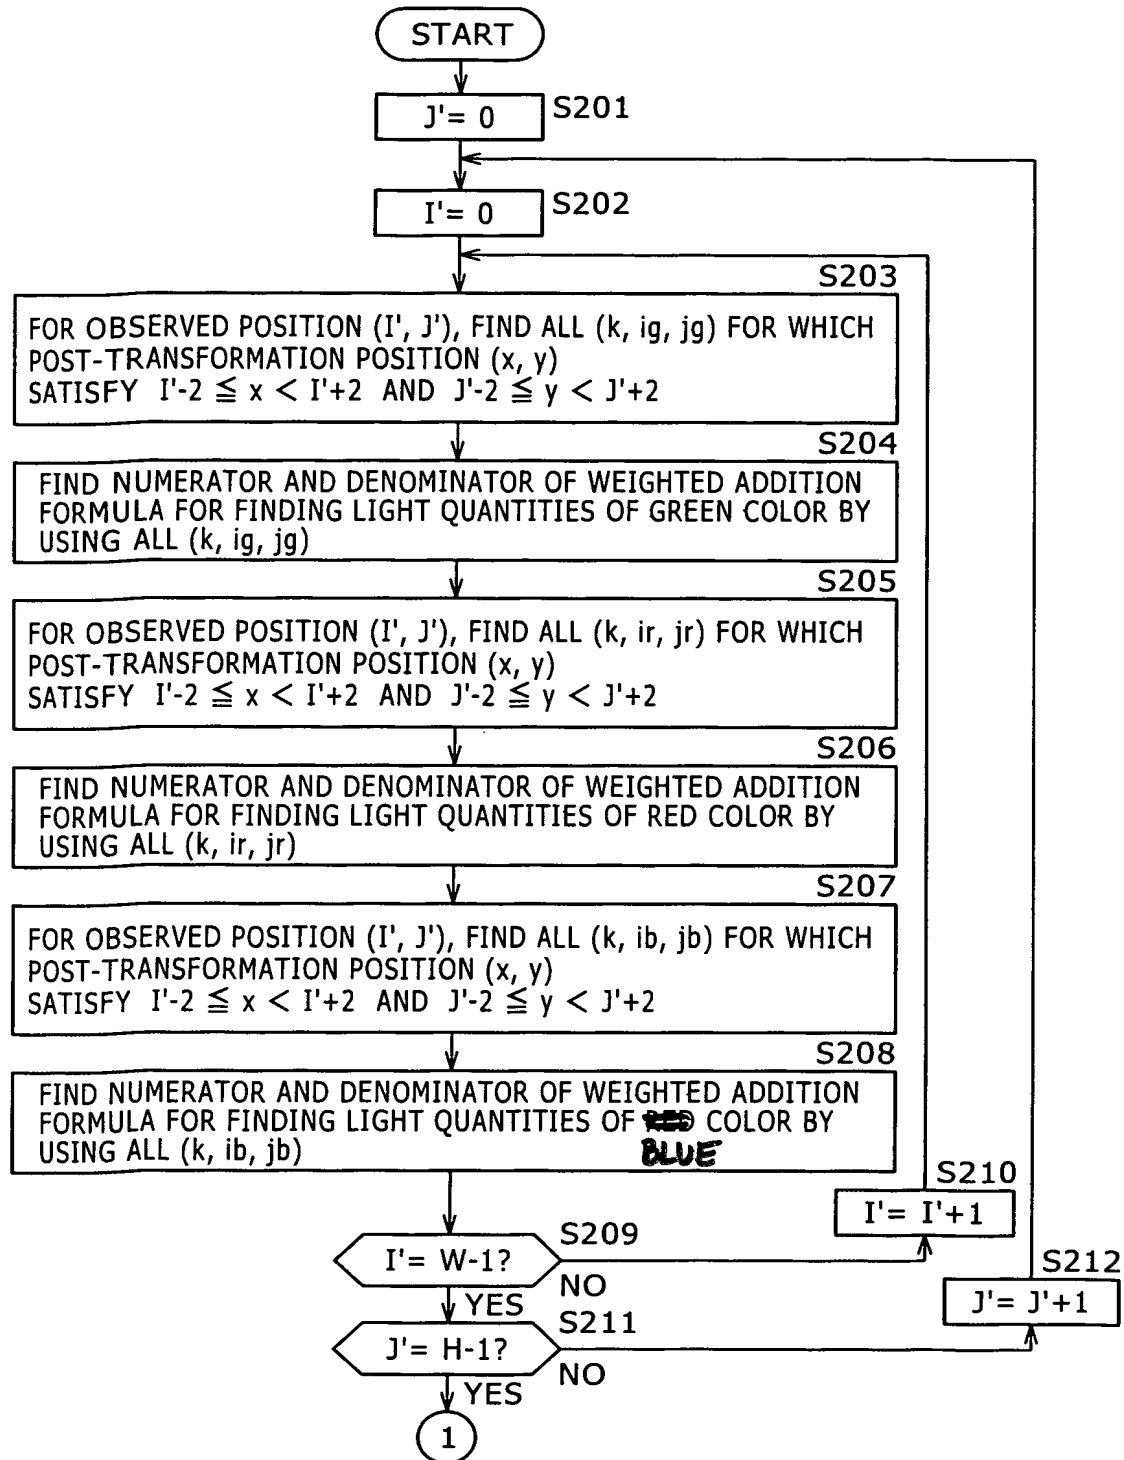 START
J'= 0
S201
I'= 0
S202
S203
FOR OBSERVED POSITION (I', J'), FIND ALL (k, ig, jg) FOR WHICH
POST-TRANSFORMATION POSITION (x, y)
SATISFY I'-2 ≦ x < I'+2 AND J'-2 ≦ y < J'+2
S204
FIND NUMERATOR AND DENOMINATOR OF WEIGHTED ADDITION
FORMULA FOR FINDING LIGHT QUANTITIES OF GREEN COLOR BY
USING ALL (k, ig, jg)
S205
FOR OBSERVED POSITION (I', J'), FIND ALL (k, ir, jr) FOR WHICH
POST-TRANSFORMATION POSITION (x, y)
SATISFY I'-2 ≦ x < I'+2 AND J'-2 ≦ y < J'+2
S206
FIND NUMERATOR AND DENOMINATOR OF WEIGHTED ADDITION
FORMULA FOR FINDING LIGHT QUANTITIES OF RED COLOR BY
USING ALL (k, ir, jr)
S207
FOR OBSERVED POSITION (I', J'), FIND ALL (k, ib, jb) FOR WHICH
POST-TRANSFORMATION POSITION (x, y)
SATISFY I'-2 ≦ x < I'+2 AND J'-2 ≦ y < J'+2
S208
FIND NUMERATOR AND DENOMINATOR OF WEIGHTED ADDITION
FORMULA FOR FINDING LIGHT QUANTITIES OF RED COLOR BY
USING ALL (k, ib, jb) BLUE
S210
I'= I'+1
S209
I'= W-1?
NO
YES
S212
J'= J'+1
S211
J'= H-1?
NO
YES
1